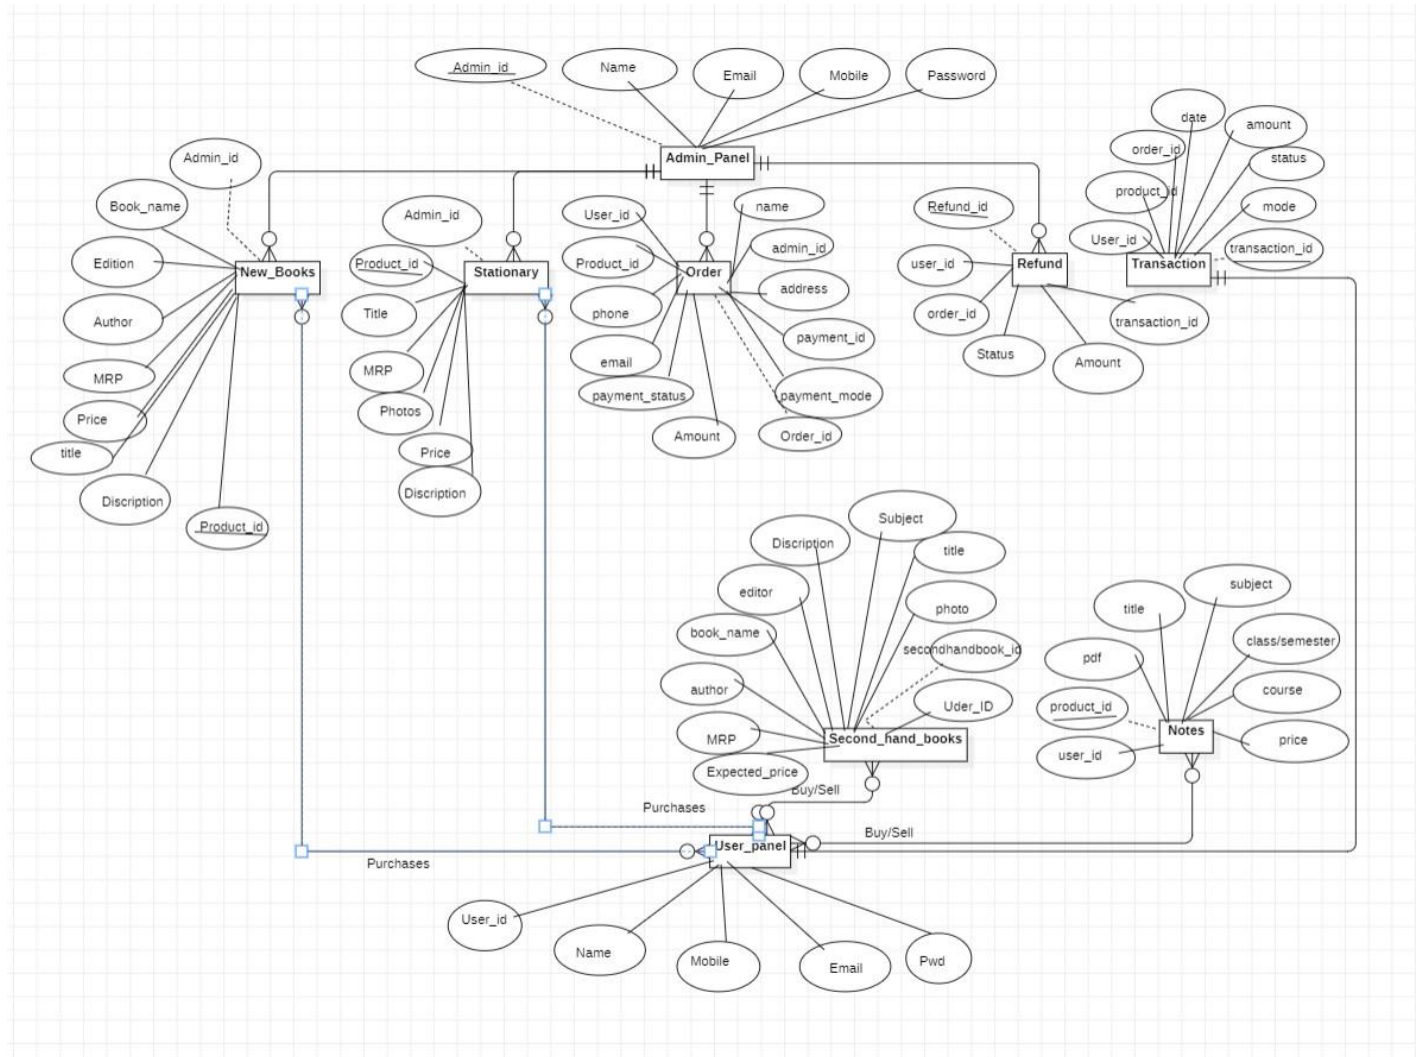 Admin_id
Name
Email
Mobile
Password
Admin_Panel
Admin_id
Book_name
Edition
Author
MRP
Price
title
Discription
Product_id
New_Books
Admin_id
Product_id
Title
MRP
Photos
Price
Discription
Stationary
User_id
Product_id
phone
email
payment_status
Amount
Order_id
payment_mode
payment_id
address
admin_id
name
Order
Refund_id
user_id
order_id
Status
Amount
transaction_id
Refund
date
order_id
product_id
User_id
amount
status
mode
transaction_id
Transaction
Subject
Discription
title
editor
photo
book_name
secondhandbook_id
author
Uder_ID
MRP
Expected_price
Second_hand_books
Buy/Sell
subject
title
class/semester
pdf
course
product_id
user_id
price
Notes
Buy/Sell
Purchases
Purchases
User_panel
User_id
Name
Mobile
Email
Pwd